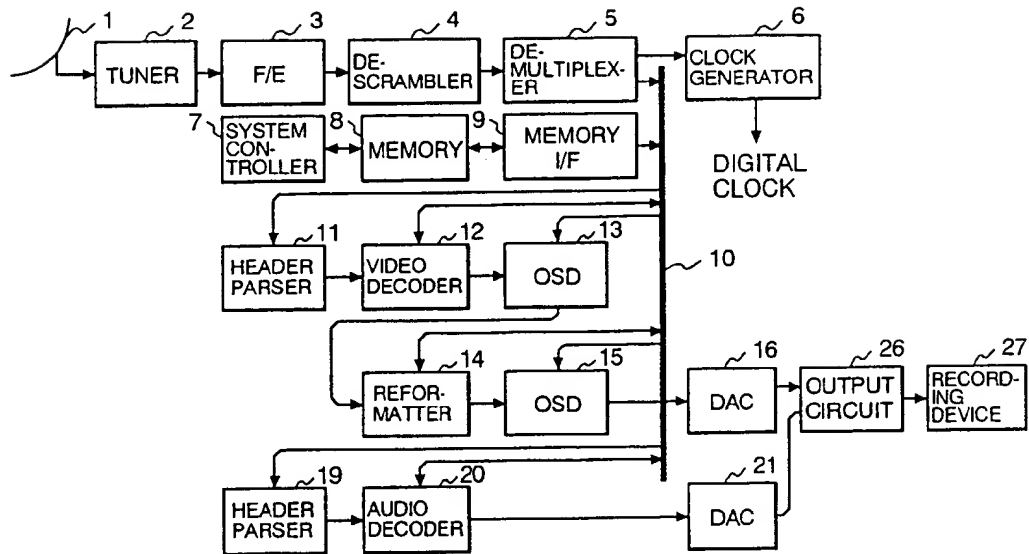 1
2
3
4
5
6
TUNER
F/E
DE-
SCRAMBLER
DE-
MULTIPLEX-
ER
CLOCK
GENERATOR
7
8
9
SYSTEM
CON-
TROLLER
MEMORY
MEMORY
I/F
DIGITAL
CLOCK
11
12
13
10
HEADER
PARSER
VIDEO
DECODER
OSD
14
15
16
26
27
REFOR-
MATTER
OSD
DAC
OUTPUT
CIRCUIT
RECORD-
ING
DEVICE
19
20
21
HEADER
PARSER
AUDIO
DECODER
DAC